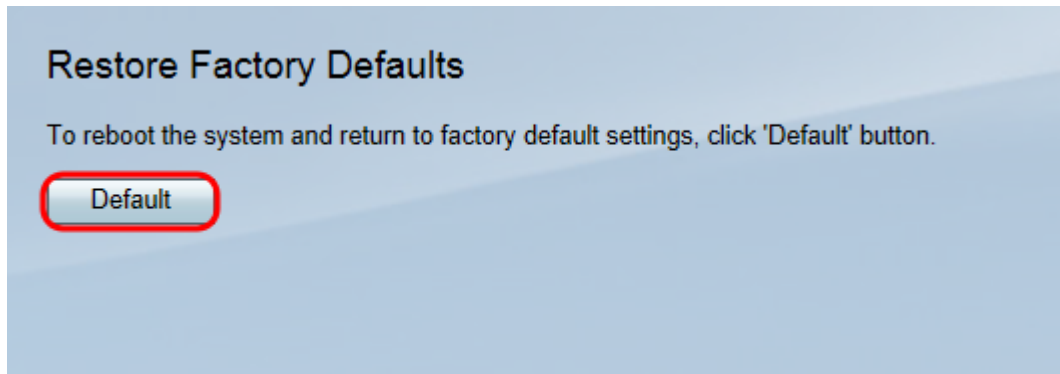 Restore Factory Defaults
To reboot the system and return to factory default settings, click 'Default' button.
Default